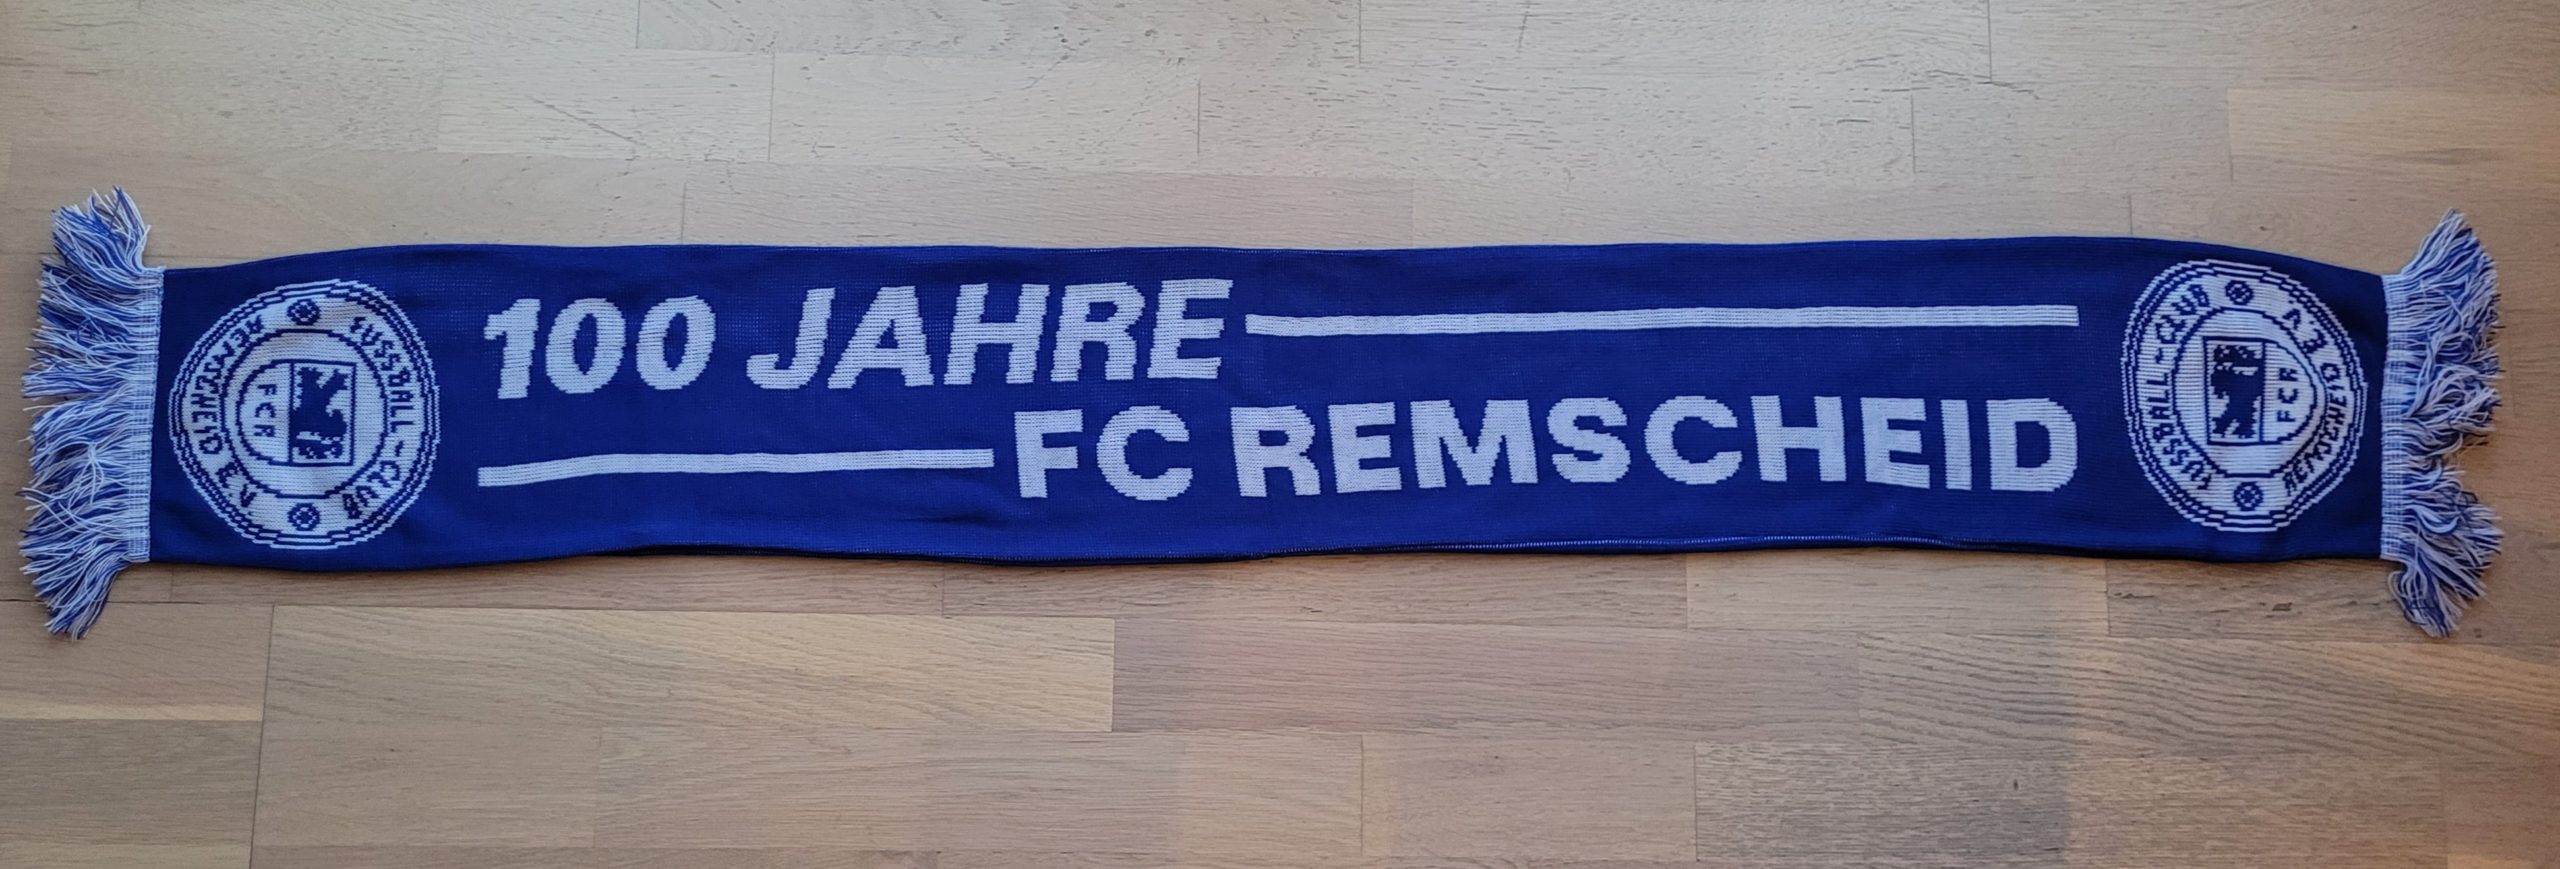 100 JAHRE
FC REMSCHEID
FUSSBALL-CLUB
REMSCHEID e.V.
FCR
FUSSBALL-CLUB
REMSCHEID e.V.
FCR